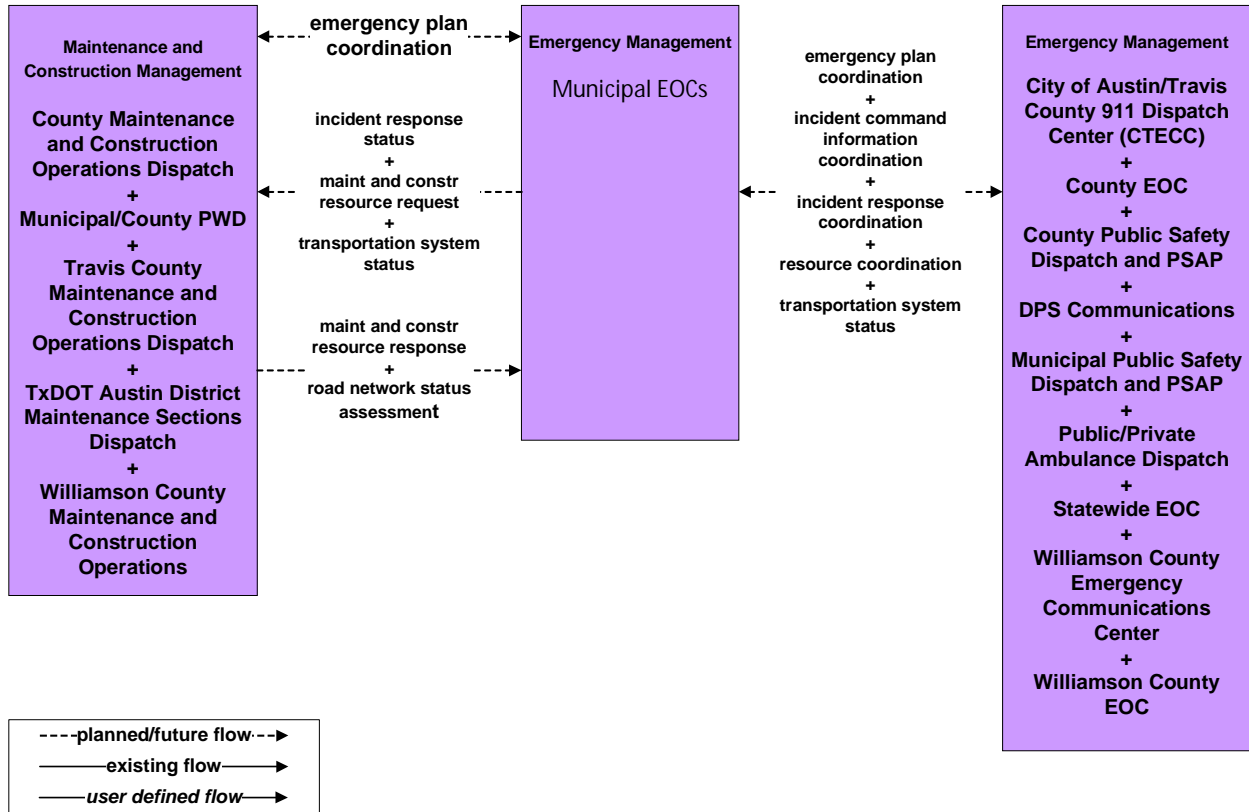 Maintenance and
Construction Management
County Maintenance
and Construction
Operations Dispatch
+
Municipal/County PWD
+
Travis County
Maintenance and
Construction
Operations Dispatch
+
TxDOT Austin District
Maintenance Sections
Dispatch
+
Williamson County
Maintenance and
Construction
Operations
emergency plan
coordination
incident response
status
+
maint and constr
resource request
+
transportation system
status
maint and constr
resource response
+
road network status
assessment
Emergency Management
Municipal EOCs
emergency plan
coordination
+
incident command
information
coordination
+
incident response
coordination
+
resource coordination
+
transportation system
status
Emergency Management
City of Austin/Travis
County 911 Dispatch
Center (CTECC)
+
County EOC
+
County Public Safety
Dispatch and PSAP
+
DPS Communications
+
Municipal Public Safety
Dispatch and PSAP
+
Public/Private
Ambulance Dispatch
+
Statewide EOC
+
Williamson County
Emergency
Communications
Center
+
Williamson County
EOC
planned/future flow
existing flow
user defined flow